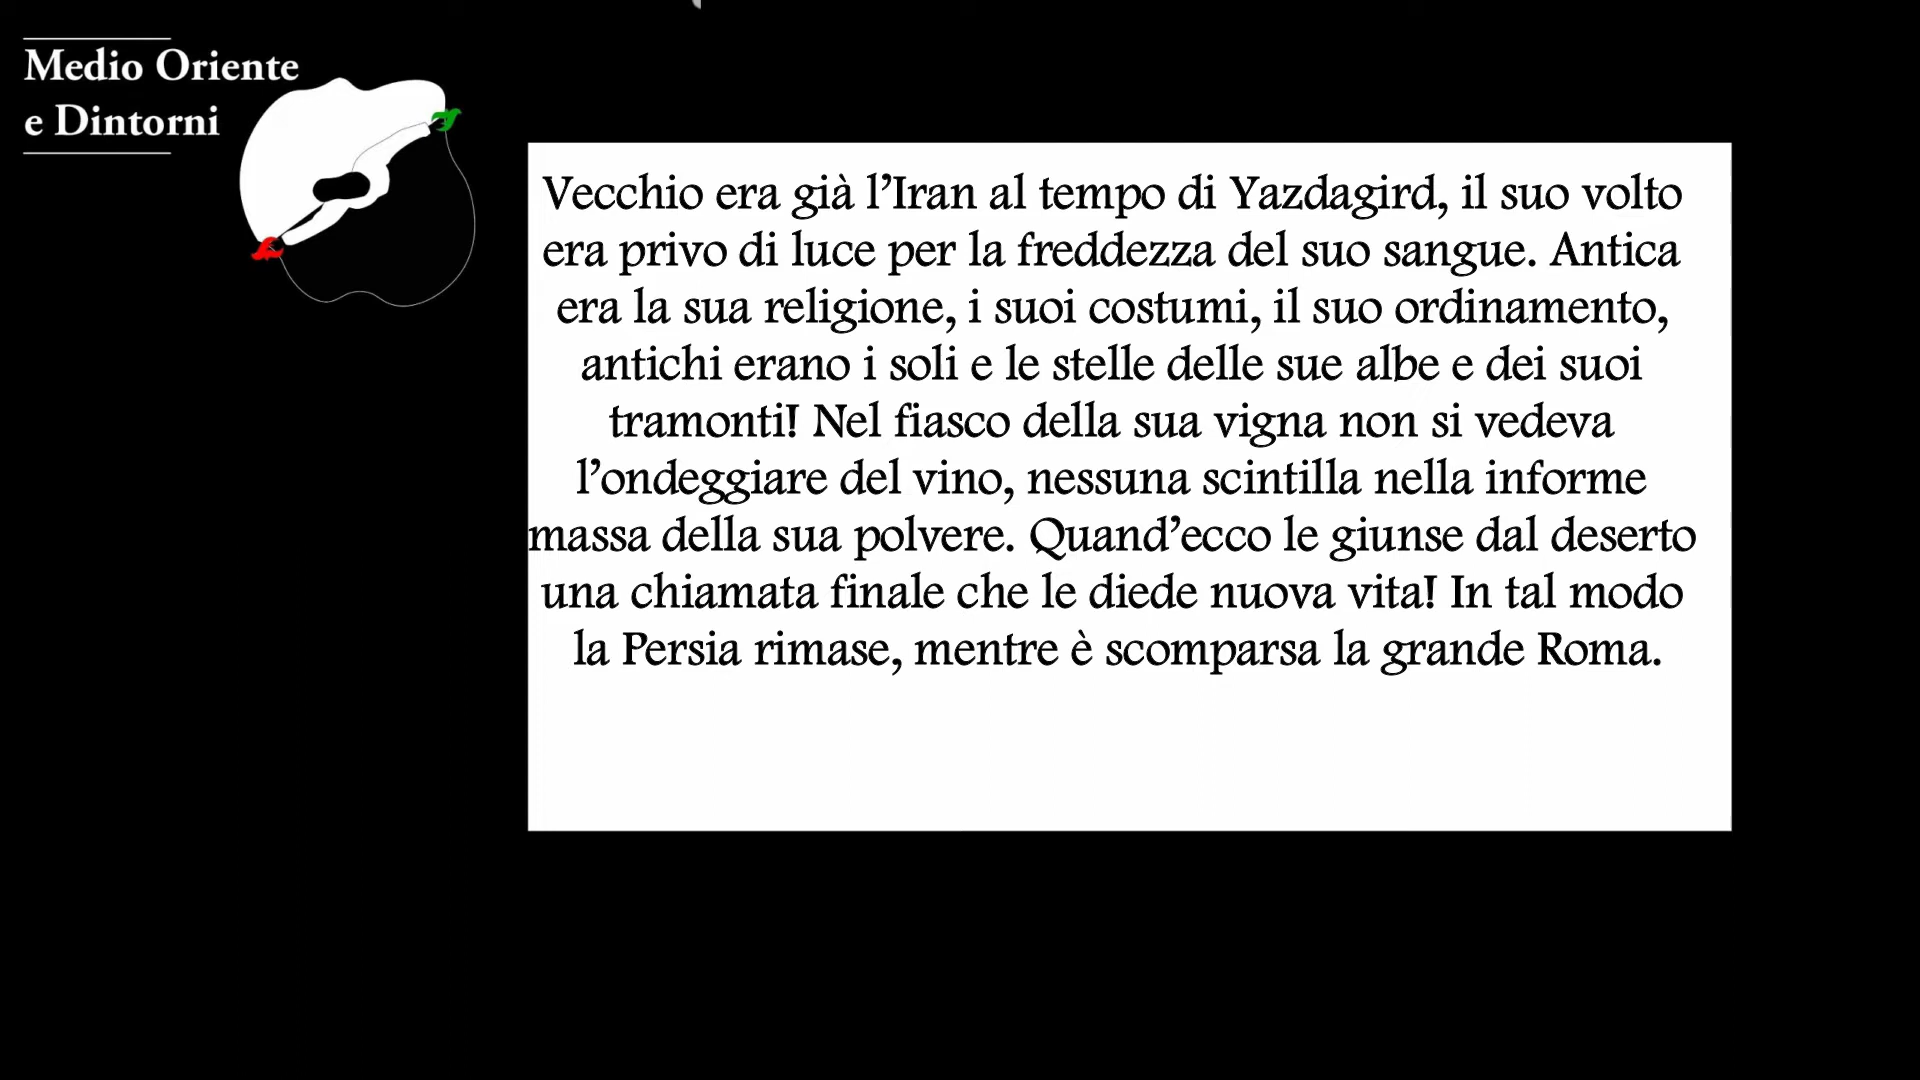 Medio Oriente
e Dintorni
Vecchio era già l’Iran al tempo di Yazdagird, il suo volto
era privo di luce per la freddezza del suo sangue. Antica
era la sua religione, i suoi costumi, il suo ordinamento,
antichi erano i soli e le stelle delle sue albe e dei suoi
tramonti! Nel fiasco della sua vigna non si vedeva
l’ondeggiare del vino, nessuna scintilla nella informe
massa della sua polvere. Quand’ecco le giunse dal deserto
una chiamata finale che le diede nuova vita! In tal modo
la Persia rimase, mentre è scomparsa la grande Roma.